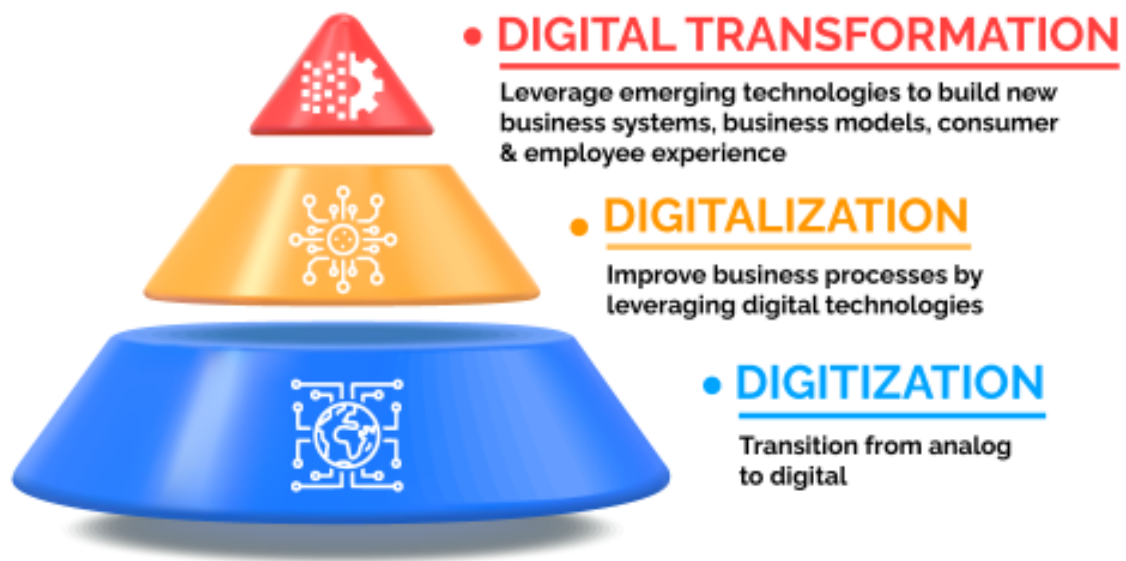 DIGITAL TRANSFORMATION
Leverage emerging technologies to build new
business systems, business models, consumer
& employee experience
DIGITALIZATION
Improve business processes by
leveraging digital technologies
DIGITIZATION
Transition from analog
to digital